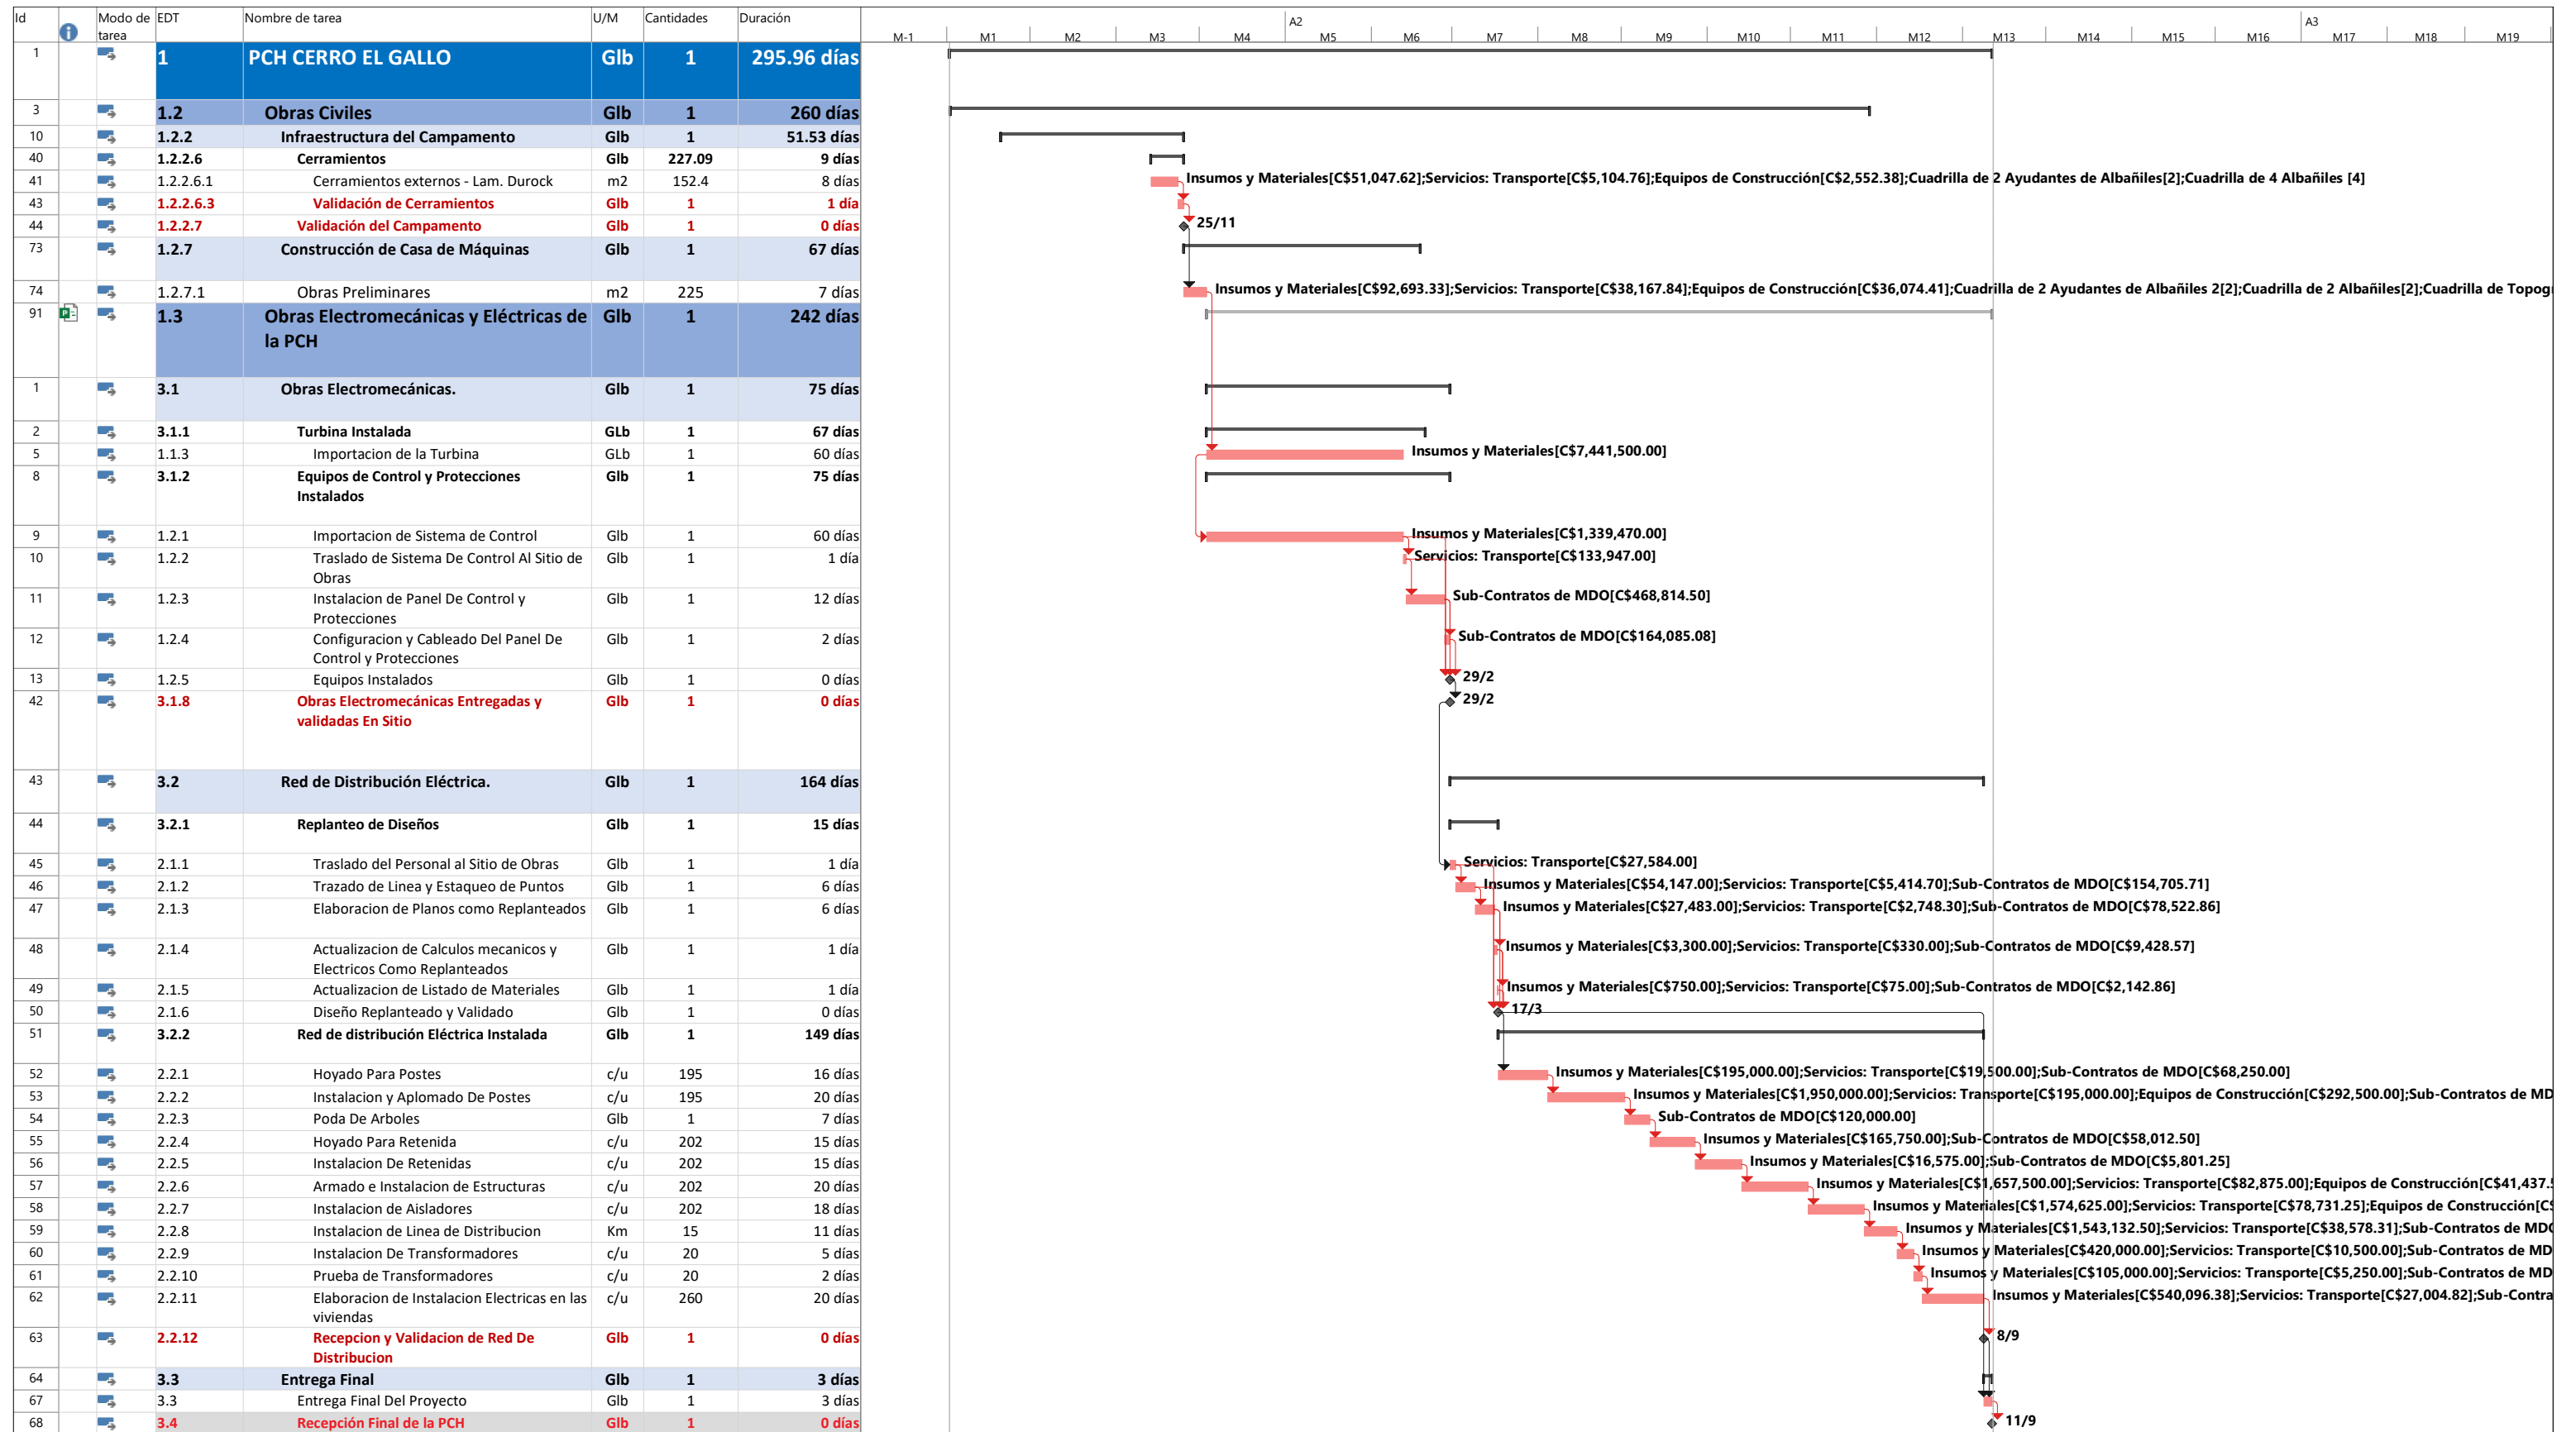 Id Modo de tarea EDT Nombre de tarea U/M Cantidades Duración
A2 A3
M-1 M1 M2 M3 M4 M5 M6 M7 M8 M9 M10 M11 M12 M13 M14 M15 M16 M17 M18 M19
1 1 PCH CERRO EL GALLO Glb 1 295.96 días
3 1.2 Obras Civiles Glb 1 260 días
10 1.2.2 Infraestructura del Campamento Glb 1 51.53 días
40 1.2.2.6 Cerramientos Glb 227.09 9 días
41 1.2.2.6.1 Cerramientos externos - Lam. Durock m2 152.4 8 días Insumos y Materiales[C$51,047.62];Servicios: Transporte[C$5,104.76];Equipos de Construcción[C$2,552.38];Cuadrilla de 2 Ayudantes de Albañiles[2];Cuadrilla de 4 Albañiles [4]
43 1.2.2.6.3 Validación de Cerramientos Glb 1 1 día
44 1.2.2.7 Validación del Campamento Glb 1 0 días 25/11
73 1.2.7 Construcción de Casa de Máquinas Glb 1 67 días
74 1.2.7.1 Obras Preliminares m2 225 7 días Insumos y Materiales[C$92,693.33];Servicios: Transporte[C$38,167.84];Equipos de Construcción[C$36,074.41];Cuadrilla de 2 Ayudantes de Albañiles 2[2];Cuadrilla de 2 Albañiles[2];Cuadrilla de Topog
91 1.3 Obras Electromecánicas y Eléctricas de Glb 1 242 días
la PCH
1 3.1 Obras Electromecánicas. Glb 1 75 días
2 3.1.1 Turbina Instalada GLb 1 67 días
5 1.1.3 Importacion de la Turbina GLb 1 60 días Insumos y Materiales[C$7,441,500.00]
8 3.1.2 Equipos de Control y Protecciones Glb 1 75 días
Instalados
9 1.2.1 Importacion de Sistema de Control Glb 1 60 días Insumos y Materiales[C$1,339,470.00]
10 1.2.2 Traslado de Sistema De Control Al Sitio de Glb 1 1 día Servicios: Transporte[C$133,947.00]
Obras
11 1.2.3 Instalacion de Panel De Control y Glb 1 12 días Sub-Contratos de MDO[C$468,814.50]
Protecciones
12 1.2.4 Configuracion y Cableado Del Panel De Glb 1 2 días Sub-Contratos de MDO[C$164,085.08]
Control y Protecciones
13 1.2.5 Equipos Instalados Glb 1 0 días 29/2
42 3.1.8 Obras Electromecánicas Entregadas y Glb 1 0 días 29/2
validadas En Sitio
43 3.2 Red de Distribución Eléctrica. Glb 1 164 días
44 3.2.1 Replanteo de Diseños Glb 1 15 días
45 2.1.1 Traslado del Personal al Sitio de Obras Glb 1 1 día Servicios: Transporte[C$27,584.00]
46 2.1.2 Trazado de Linea y Estaqueo de Puntos Glb 1 6 días Insumos y Materiales[C$54,147.00];Servicios: Transporte[C$5,414.70];Sub-Contratos de MDO[C$154,705.71]
47 2.1.3 Elaboracion de Planos como Replanteados Glb 1 6 días Insumos y Materiales[C$27,483.00];Servicios: Transporte[C$2,748.30];Sub-Contratos de MDO[C$78,522.86]
48 2.1.4 Actualizacion de Calculos mecanicos y Glb 1 1 día Insumos y Materiales[C$3,300.00];Servicios: Transporte[C$330.00];Sub-Contratos de MDO[C$9,428.57]
Electricos Como Replanteados
49 2.1.5 Actualizacion de Listado de Materiales Glb 1 1 día Insumos y Materiales[C$750.00];Servicios: Transporte[C$75.00];Sub-Contratos de MDO[C$2,142.86]
50 2.1.6 Diseño Replanteado y Validado Glb 1 0 días 17/3
51 3.2.2 Red de distribución Eléctrica Instalada Glb 1 149 días
52 2.2.1 Hoyado Para Postes c/u 195 16 días Insumos y Materiales[C$195,000.00];Servicios: Transporte[C$19,500.00];Sub-Contratos de MDO[C$68,250.00]
53 2.2.2 Instalacion y Aplomado De Postes c/u 195 20 días Insumos y Materiales[C$1,950,000.00];Servicios: Transporte[C$195,000.00];Equipos de Construcción[C$292,500.00];Sub-Contratos de MD
54 2.2.3 Poda De Arboles Glb 1 7 días Sub-Contratos de MDO[C$120,000.00]
55 2.2.4 Hoyado Para Retenida c/u 202 15 días Insumos y Materiales[C$165,750.00];Sub-Contratos de MDO[C$58,012.50]
56 2.2.5 Instalacion De Retenidas c/u 202 15 días Insumos y Materiales[C$16,575.00];Sub-Contratos de MDO[C$5,801.25]
57 2.2.6 Armado e Instalacion de Estructuras c/u 202 20 días Insumos y Materiales[C$1,657,500.00];Servicios: Transporte[C$82,875.00];Equipos de Construcción[C$41,437.5
58 2.2.7 Instalacion de Aisladores c/u 202 18 días Insumos y Materiales[C$1,574,625.00];Servicios: Transporte[C$78,731.25];Equipos de Construcción[C$
59 2.2.8 Instalacion de Linea de Distribucion Km 15 11 días Insumos y Materiales[C$1,543,132.50];Servicios: Transporte[C$38,578.31];Sub-Contratos de MDO
60 2.2.9 Instalacion De Transformadores c/u 20 5 días Insumos y Materiales[C$420,000.00];Servicios: Transporte[C$10,500.00];Sub-Contratos de MD
61 2.2.10 Prueba de Transformadores c/u 20 2 días Insumos y Materiales[C$105,000.00];Servicios: Transporte[C$5,250.00];Sub-Contratos de MD
62 2.2.11 Elaboracion de Instalacion Electricas en las c/u 260 20 días Insumos y Materiales[C$540,096.38];Servicios: Transporte[C$27,004.82];Sub-Contra
viviendas
63 2.2.12 Recepcion y Validacion de Red De Glb 1 0 días 8/9
Distribucion
64 3.3 Entrega Final Glb 1 3 días
67 3.3 Entrega Final Del Proyecto Glb 1 3 días
68 3.4 Recepción Final de la PCH Glb 1 0 días 11/9